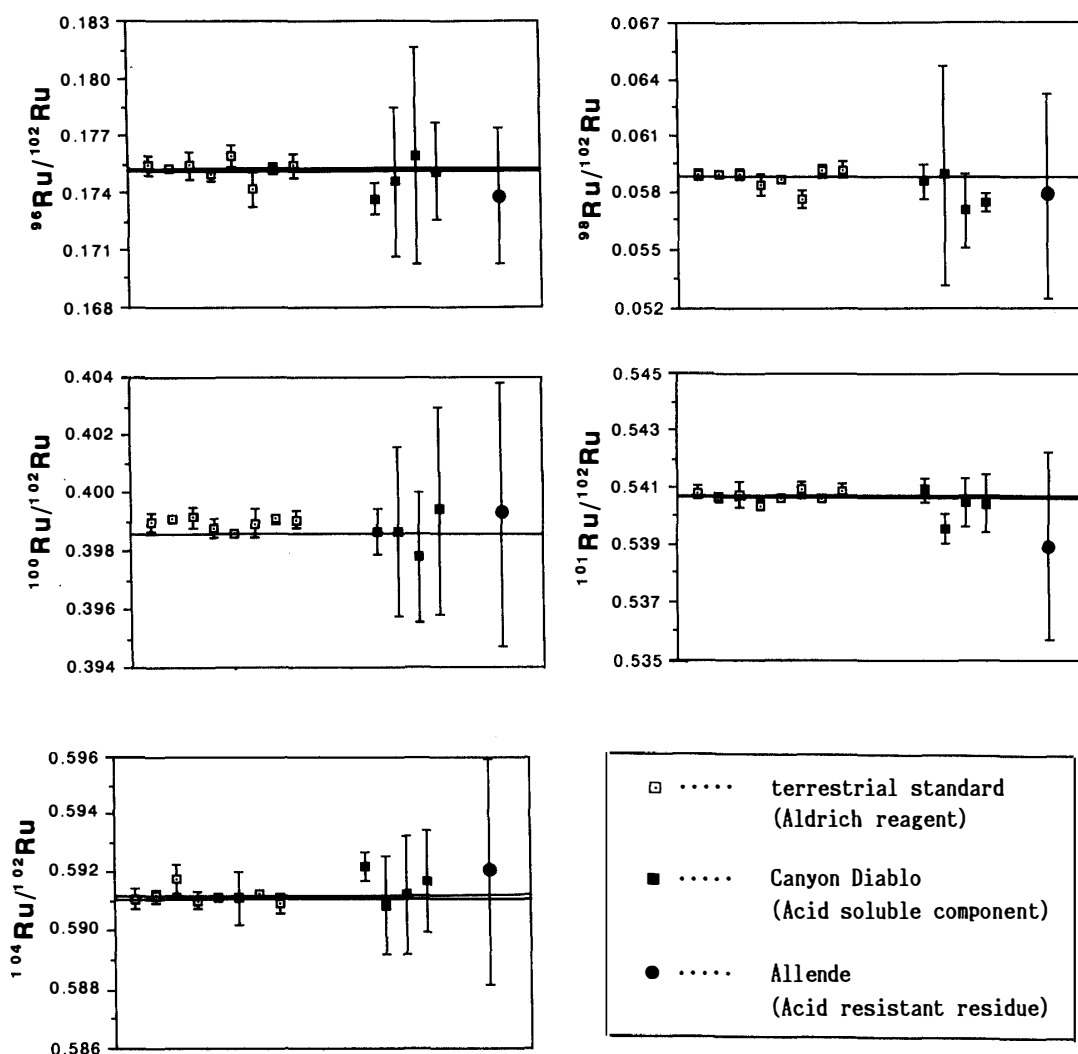 0.183
0.180
0.177
0.174
0.171
0.168
⁹⁶Ru/¹⁰²Ru
0.067
0.064
0.061
0.058
0.055
0.052
⁹⁸Ru/¹⁰²Ru
0.404
0.402
0.400
0.398
0.396
0.394
¹⁰⁰Ru/¹⁰²Ru
0.545
0.543
0.541
0.539
0.537
0.535
¹⁰¹Ru/¹⁰²Ru
0.596
0.594
0.592
0.590
0.588
0.586
¹⁰⁴Ru/¹⁰²Ru
····· terrestrial standard
(Aldrich reagent)
····· Canyon Diablo
(Acid soluble component)
····· Allende
(Acid resistant residue)